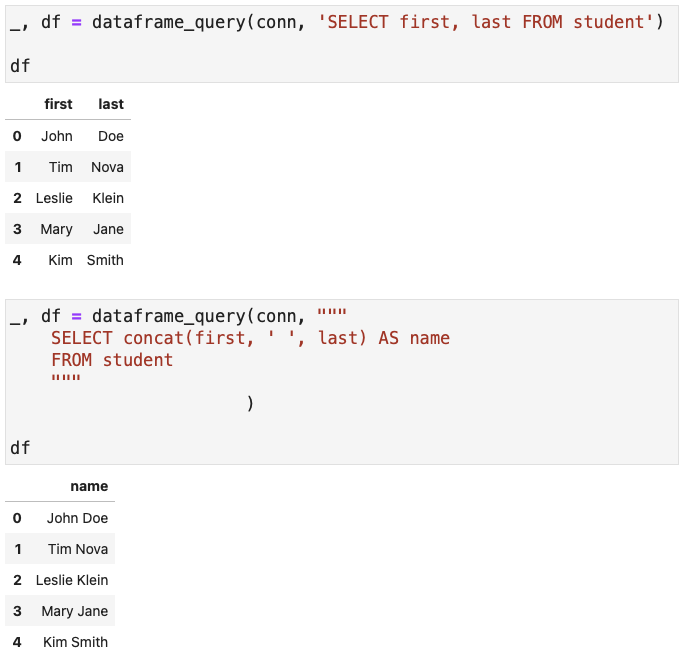 _, df = dataframe_query(conn, 'SELECT first, last FROM student')
df
first last
0 John Doe
1 Tim Nova
2 Leslie Klein
3 Mary Jane
4 Kim Smith
_, df = dataframe_query(conn, """
SELECT concat(first, ' ', last) AS name
FROM student
"""
)
df
name
0 John Doe
1 Tim Nova
2 Leslie Klein
3 Mary Jane
4 Kim Smith